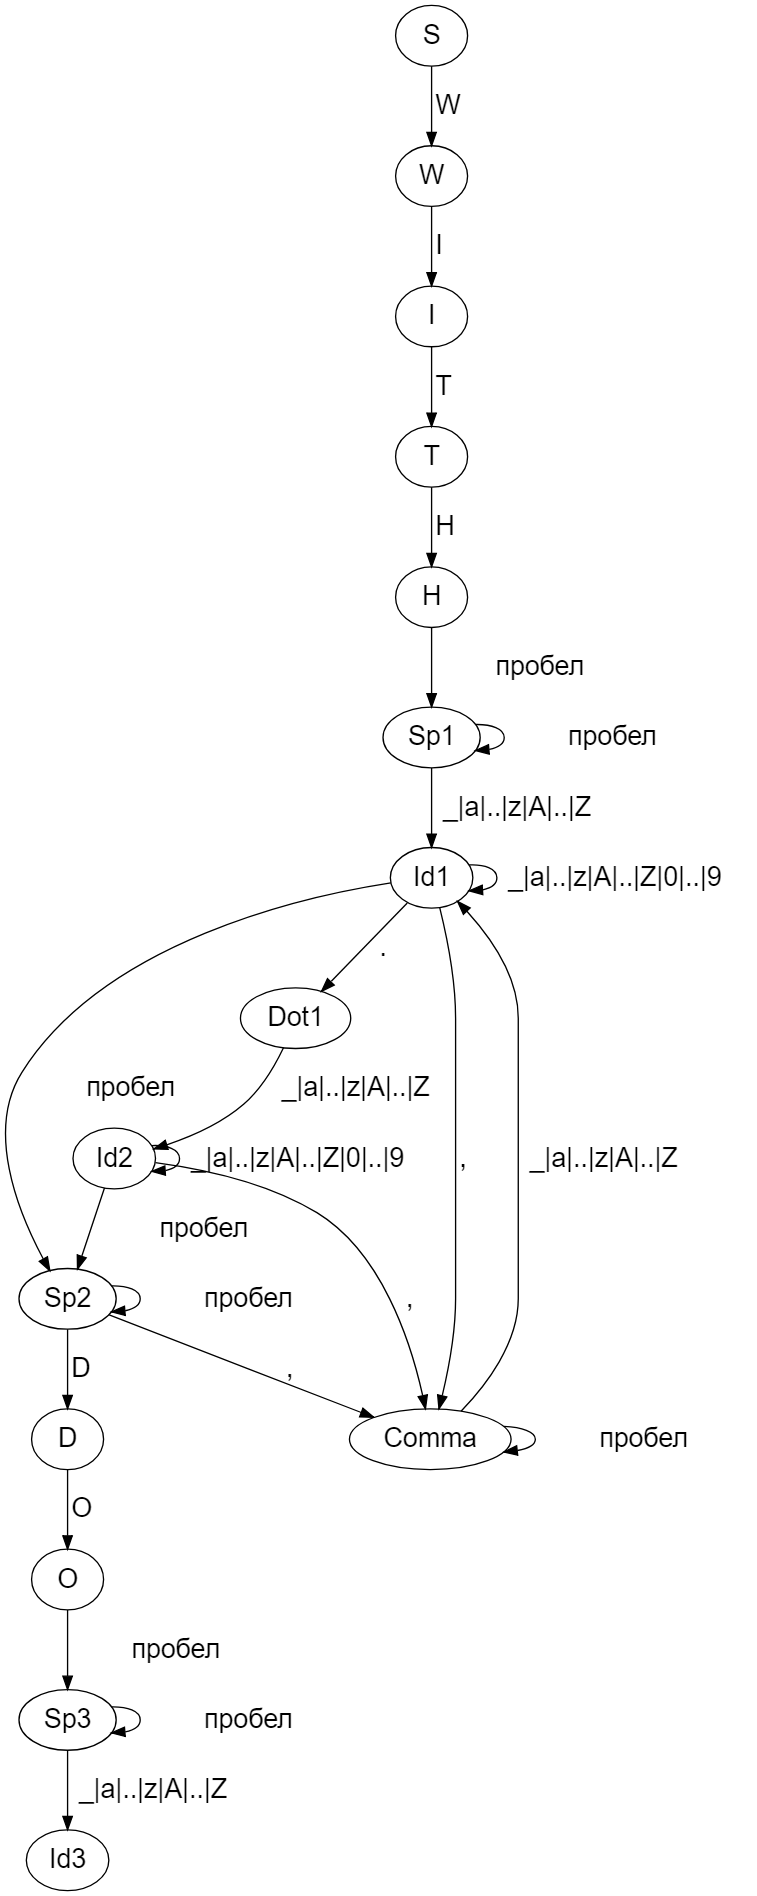 S
W
W
I
I
T
T
H
H
пробел
Sp1
пробел
_|a|..|z|A|..|Z
Id1
_|a|..|z|A|..|Z|0|..|9
.
Dot1
пробел
_|a|..|z|A|..|Z
Id2
_|a|..|z|A|..|Z|0|..|9
,
_|a|..|z|A|..|Z
пробел
Sp2
пробел
,
D
,
D
Comma
пробел
O
O
пробел
Sp3
пробел
_|a|..|z|A|..|Z
Id3